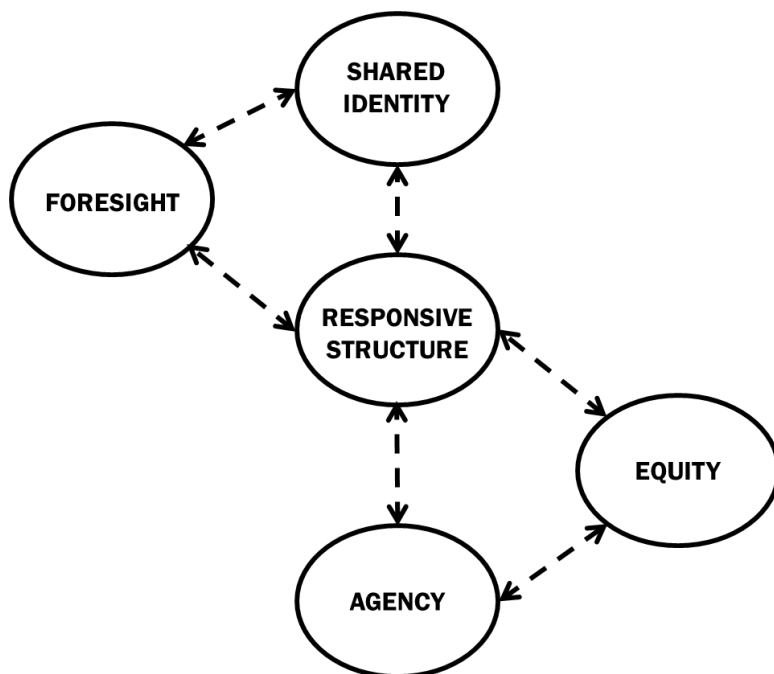 SHARED
IDENTITY
FORESIGHT
RESPONSIVE
STRUCTURE
EQUITY
AGENCY